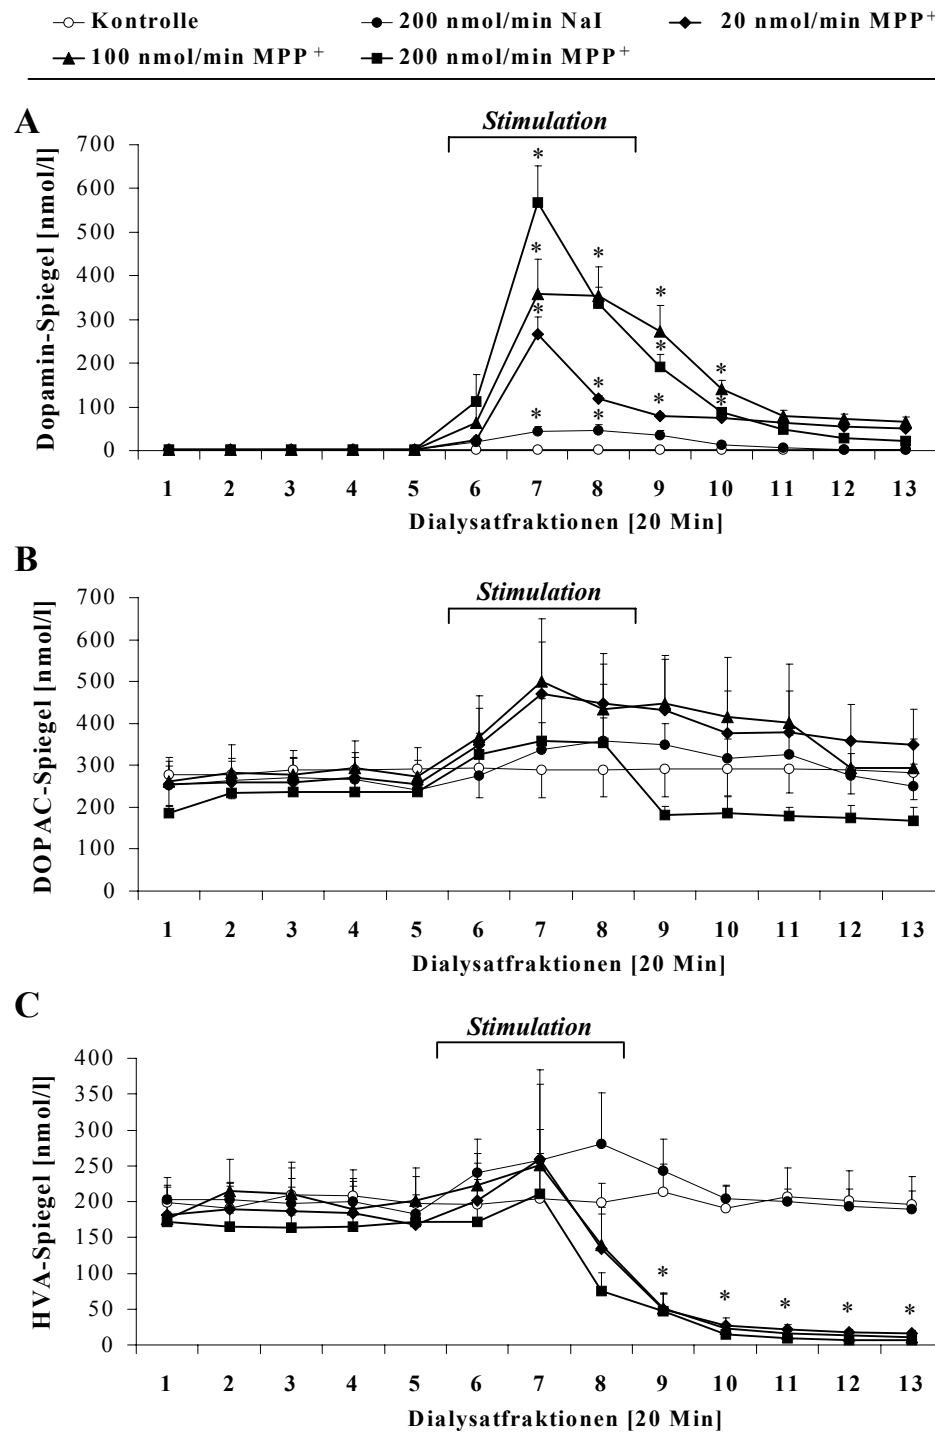 Kontrolle 200 nmol/min NaI 20 nmol/min MPP+
100 nmol/min MPP+ 200 nmol/min MPP+
A
Stimulation
Dopamin-Spiegel [nmol/l]
700
600
500
400
300
200
100
0
* * * * * * * * * * * *
1 2 3 4 5 6 7 8 9 10 11 12 13
Dialysatfraktionen [20 Min]
B
Stimulation
DOPAC-Spiegel [nmol/l]
700
600
500
400
300
200
100
0
1 2 3 4 5 6 7 8 9 10 11 12 13
Dialysatfraktionen [20 Min]
C
Stimulation
HVA-Spiegel [nmol/l]
400
350
300
250
200
150
100
50
0
* * * * *
1 2 3 4 5 6 7 8 9 10 11 12 13
Dialysatfraktionen [20 Min]